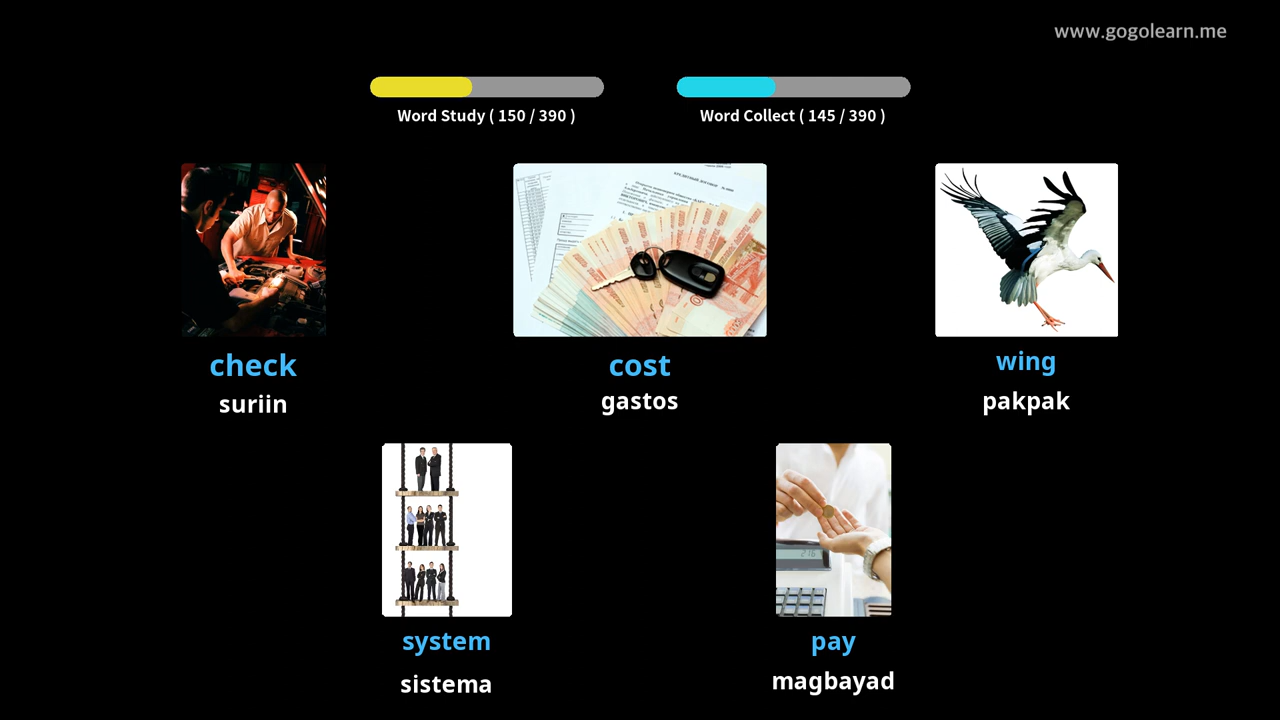 www.gogolearn.me
Word Study ( 150 / 390 )
Word Collect ( 145 / 390 )
check
suriin
cost
gastos
wing
pakpak
system
sistema
pay
magbayad